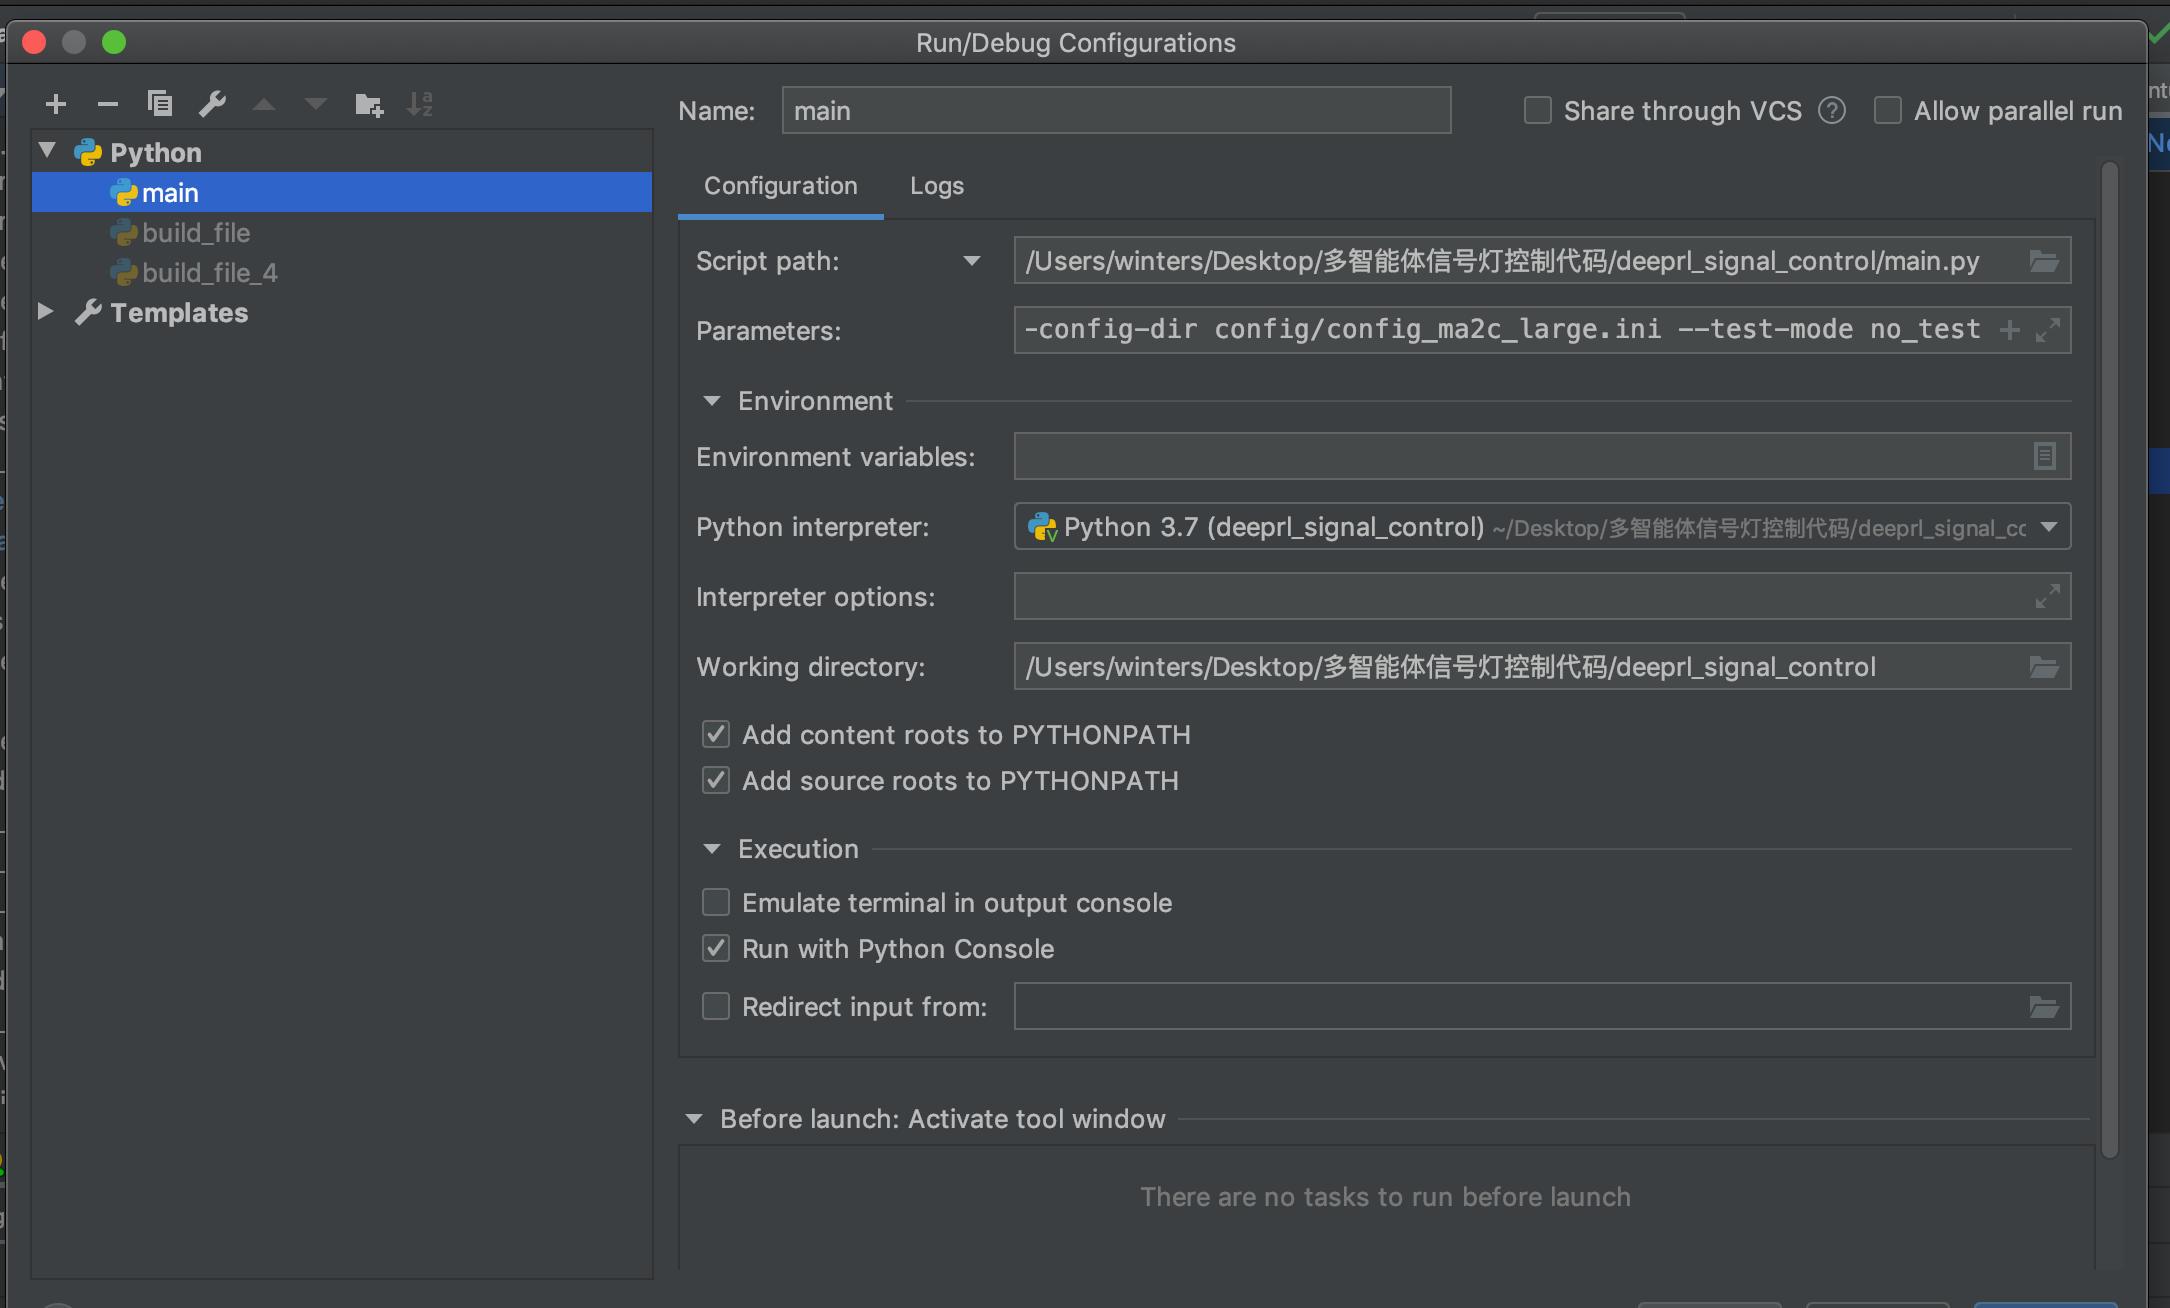 Run/Debug Configurations
Name: main
Share through VCS ?
Allow parallel run
Python
main
build_file
build_file_4
Templates
Configuration Logs
Script path: /Users/winters/Desktop/多智能体信号灯控制代码/deeprl_signal_control/main.py
Parameters: -config-dir config/config_ma2c_large.ini --test-mode no_test
Environment
Environment variables:
Python interpreter: Python 3.7 (deeprl_signal_control) ~/Desktop/多智能体信号灯控制代码/deeprl_signal_cc
Interpreter options:
Working directory: /Users/winters/Desktop/多智能体信号灯控制代码/deeprl_signal_control
Add content roots to PYTHONPATH
Add source roots to PYTHONPATH
Execution
Emulate terminal in output console
Run with Python Console
Redirect input from:
Before launch: Activate tool window
There are no tasks to run before launch